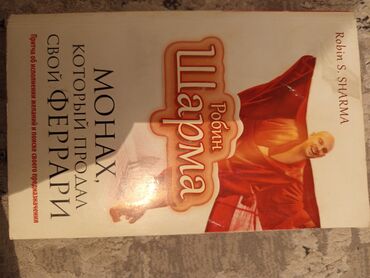 Robin S. SHARMA
Робин
Шарма
МОНАХ,
КОТОРЫЙ ПРОДАЛ
СВОЙ ФЕРРАРИ
Притча об исполнении желаний и поиске своего предназначения